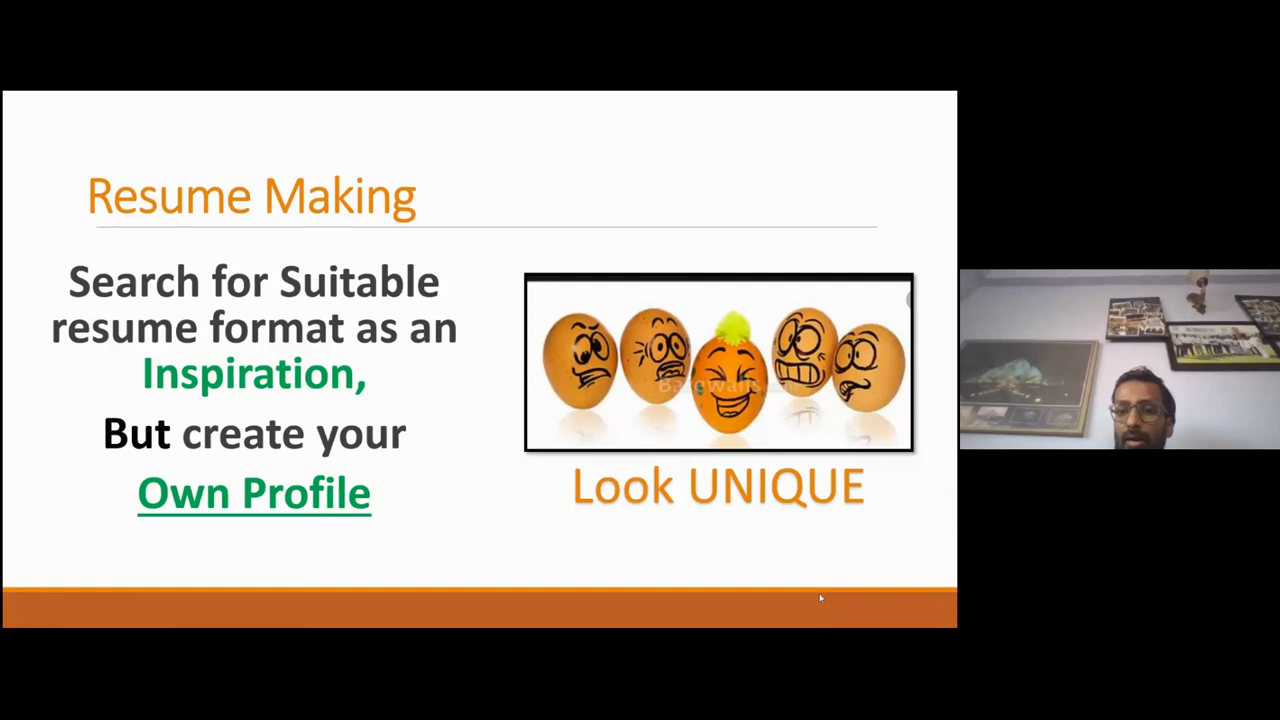 Resume Making
Search for Suitable
resume format as an
Inspiration,
But create your
Own Profile
Look UNIQUE